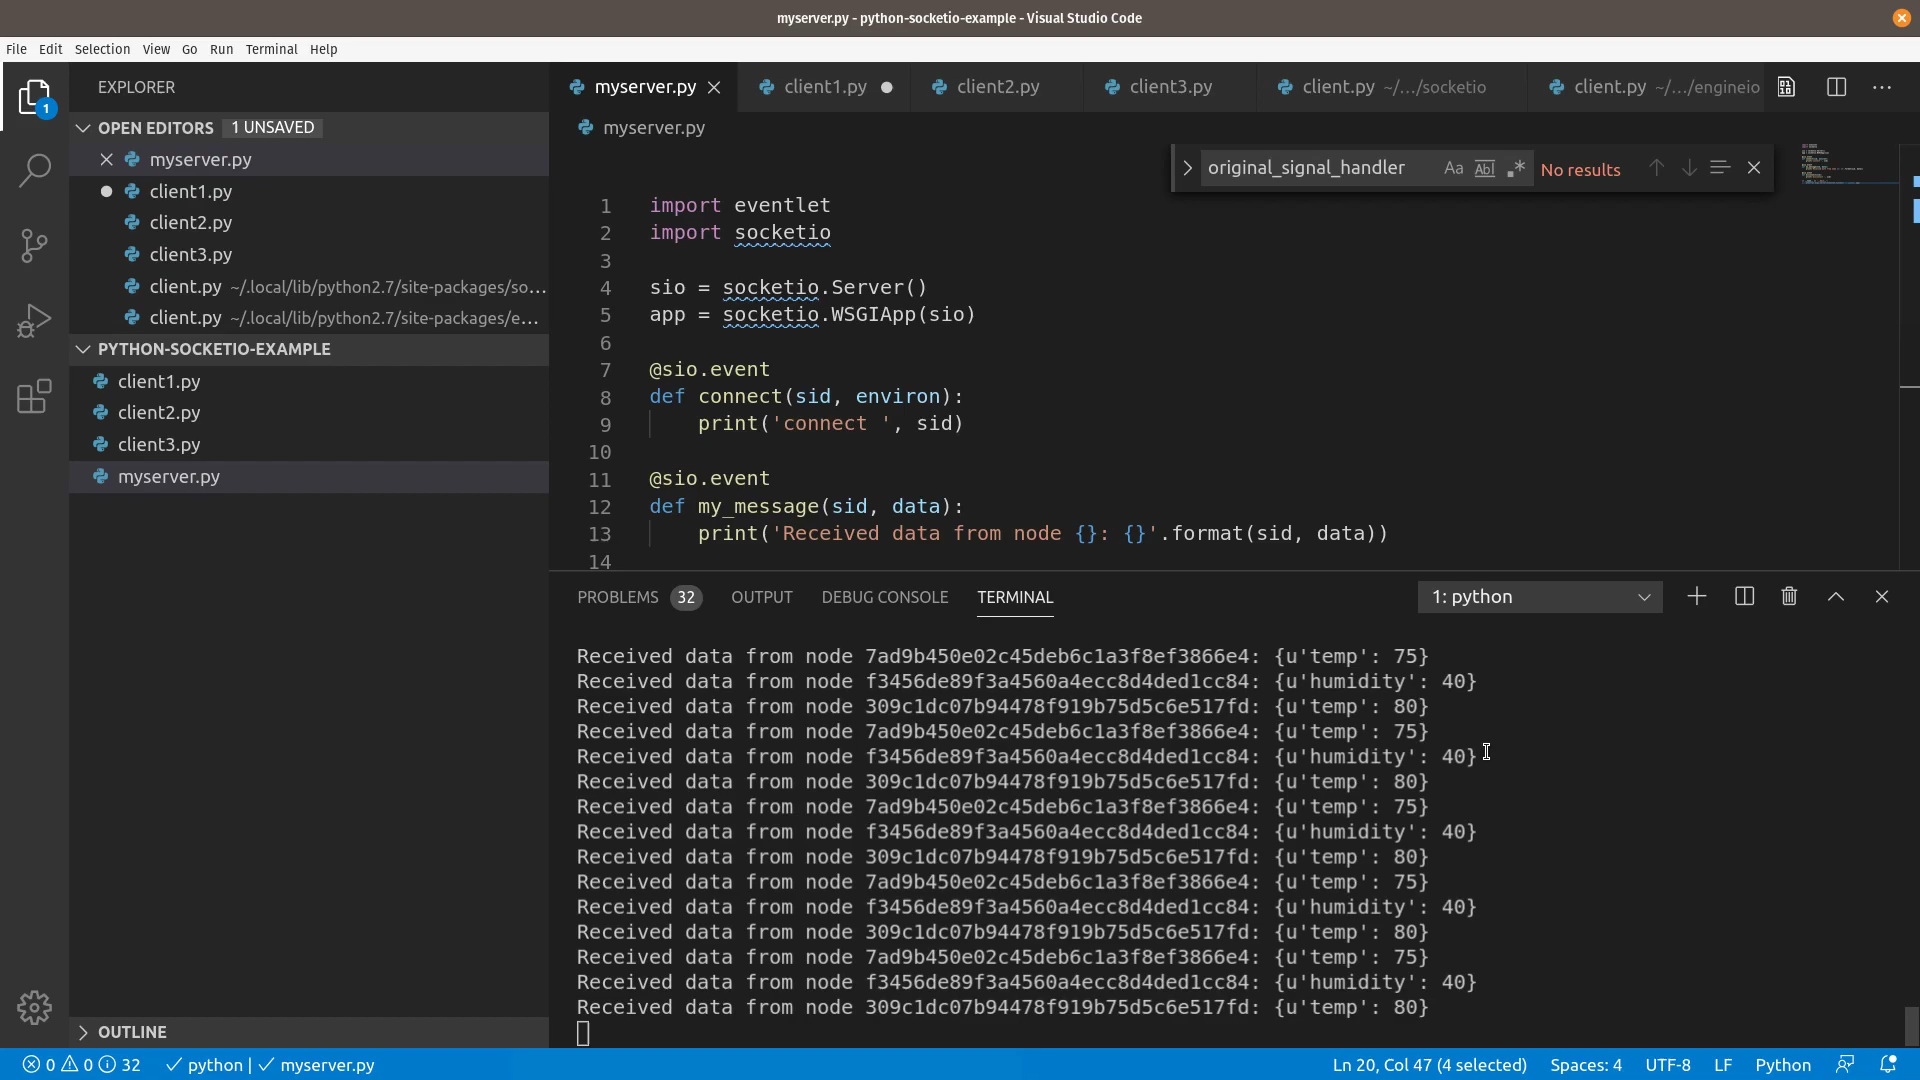 myserver.py - python-socketio-example - Visual Studio Code
File Edit Selection View Go Run Terminal Help
EXPLORER
OPEN EDITORS 1 UNSAVED
myserver.py
client1.py
client2.py
client3.py
client.py ~/.local/lib/python2.7/site-packages/so...
client.py ~/.local/lib/python2.7/site-packages/e...
PYTHON-SOCKETIO-EXAMPLE
client1.py
client2.py
client3.py
myserver.py
OUTLINE
1
myserver.py client1.py client2.py client3.py client.py ~/.../socketio client.py ~/.../engineio
myserver.py
original_signal_handler Aa Abl .* No results
1 import eventlet
2 import socketio
3
4 sio = socketio.Server()
5 app = socketio.WSGIApp(sio)
6
7 @sio.event
8 def connect(sid, environ):
9 print('connect ', sid)
10
11 @sio.event
12 def my_message(sid, data):
13 print('Received data from node {}: {}'.format(sid, data))
14
PROBLEMS 32 OUTPUT DEBUG CONSOLE TERMINAL 1: python
Received data from node 7ad9b450e02c45deb6c1a3f8ef3866e4: {u'temp': 75}
Received data from node f3456de89f3a4560a4ecc8d4ded1cc84: {u'humidity': 40}
Received data from node 309c1dc07b94478f919b75d5c6e517fd: {u'temp': 80}
Received data from node 7ad9b450e02c45deb6c1a3f8ef3866e4: {u'temp': 75}
Received data from node f3456de89f3a4560a4ecc8d4ded1cc84: {u'humidity': 40}
Received data from node 309c1dc07b94478f919b75d5c6e517fd: {u'temp': 80}
Received data from node 7ad9b450e02c45deb6c1a3f8ef3866e4: {u'temp': 75}
Received data from node f3456de89f3a4560a4ecc8d4ded1cc84: {u'humidity': 40}
Received data from node 309c1dc07b94478f919b75d5c6e517fd: {u'temp': 80}
Received data from node 7ad9b450e02c45deb6c1a3f8ef3866e4: {u'temp': 75}
Received data from node f3456de89f3a4560a4ecc8d4ded1cc84: {u'humidity': 40}
Received data from node 309c1dc07b94478f919b75d5c6e517fd: {u'temp': 80}
Received data from node 7ad9b450e02c45deb6c1a3f8ef3866e4: {u'temp': 75}
Received data from node f3456de89f3a4560a4ecc8d4ded1cc84: {u'humidity': 40}
Received data from node 309c1dc07b94478f919b75d5c6e517fd: {u'temp': 80}
0 0 32 python | myserver.py Ln 20, Col 47 (4 selected) Spaces: 4 UTF-8 LF Python